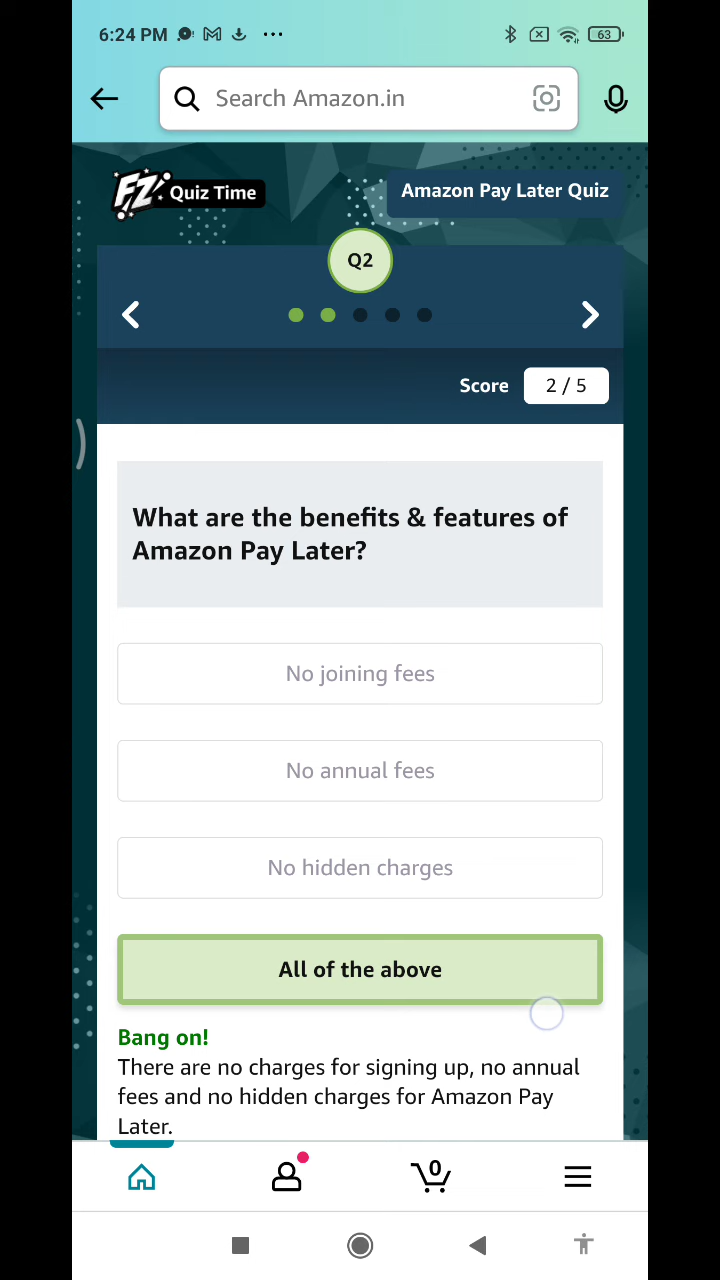 6:24 PM
63
Search Amazon.in
FZ Quiz Time
Amazon Pay Later Quiz
Q2
Score 2 / 5
What are the benefits & features of
Amazon Pay Later?
No joining fees
No annual fees
No hidden charges
All of the above
Bang on!
There are no charges for signing up, no annual
fees and no hidden charges for Amazon Pay
Later.
0